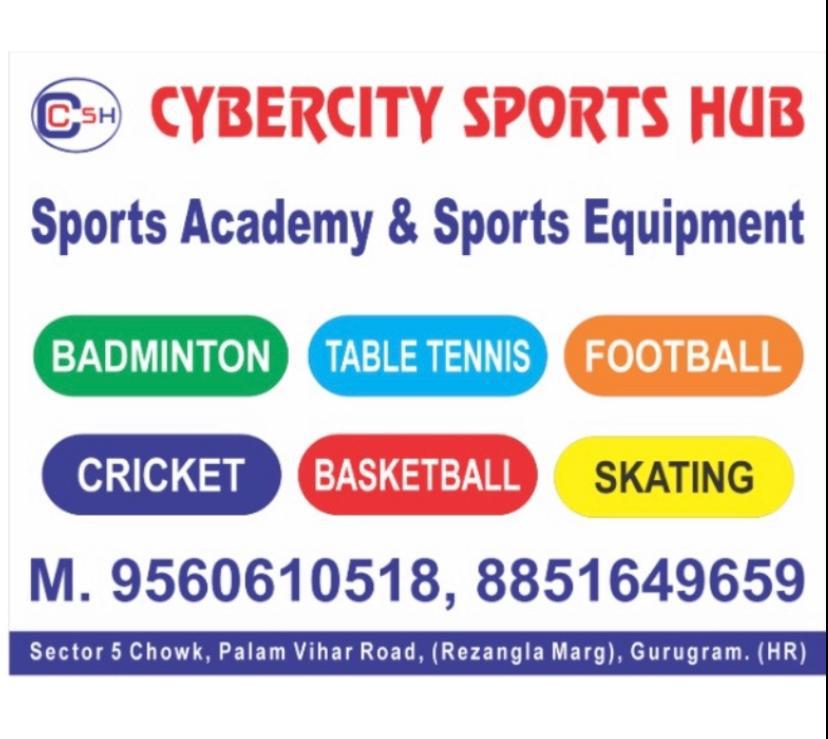 CCSH CYBERCITY SPORTS HUB
Sports Academy & Sports Equipment
BADMINTON TABLE TENNIS FOOTBALL
CRICKET BASKETBALL SKATING
M. 9560610518, 8851649659
Sector 5 Chowk, Palam Vihar Road, (Rezangla Marg), Gurugram. (HR)